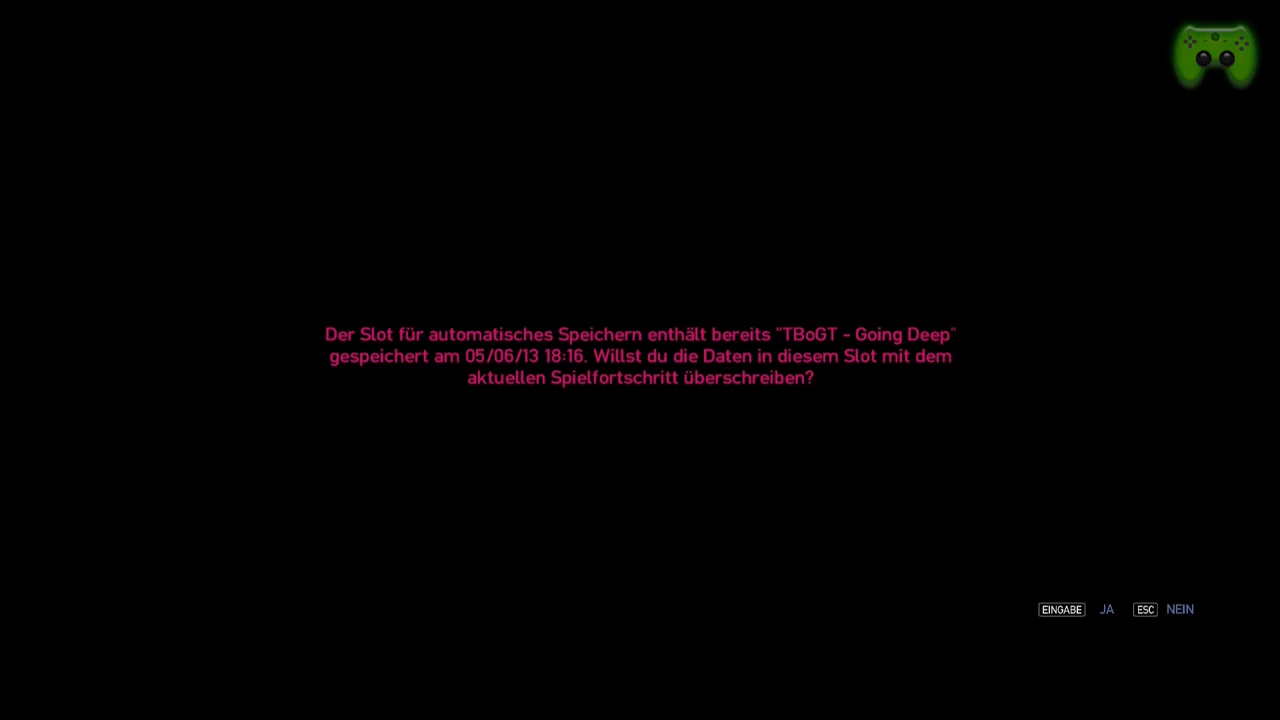 Der Slot für automatisches Speichern enthält bereits "TBoGT - Going Deep"
gespeichert am 05/06/13 18:16. Willst du die Daten in diesem Slot mit dem
aktuellen Spielfortschritt überschreiben?
EINGABE JA ESC NEIN